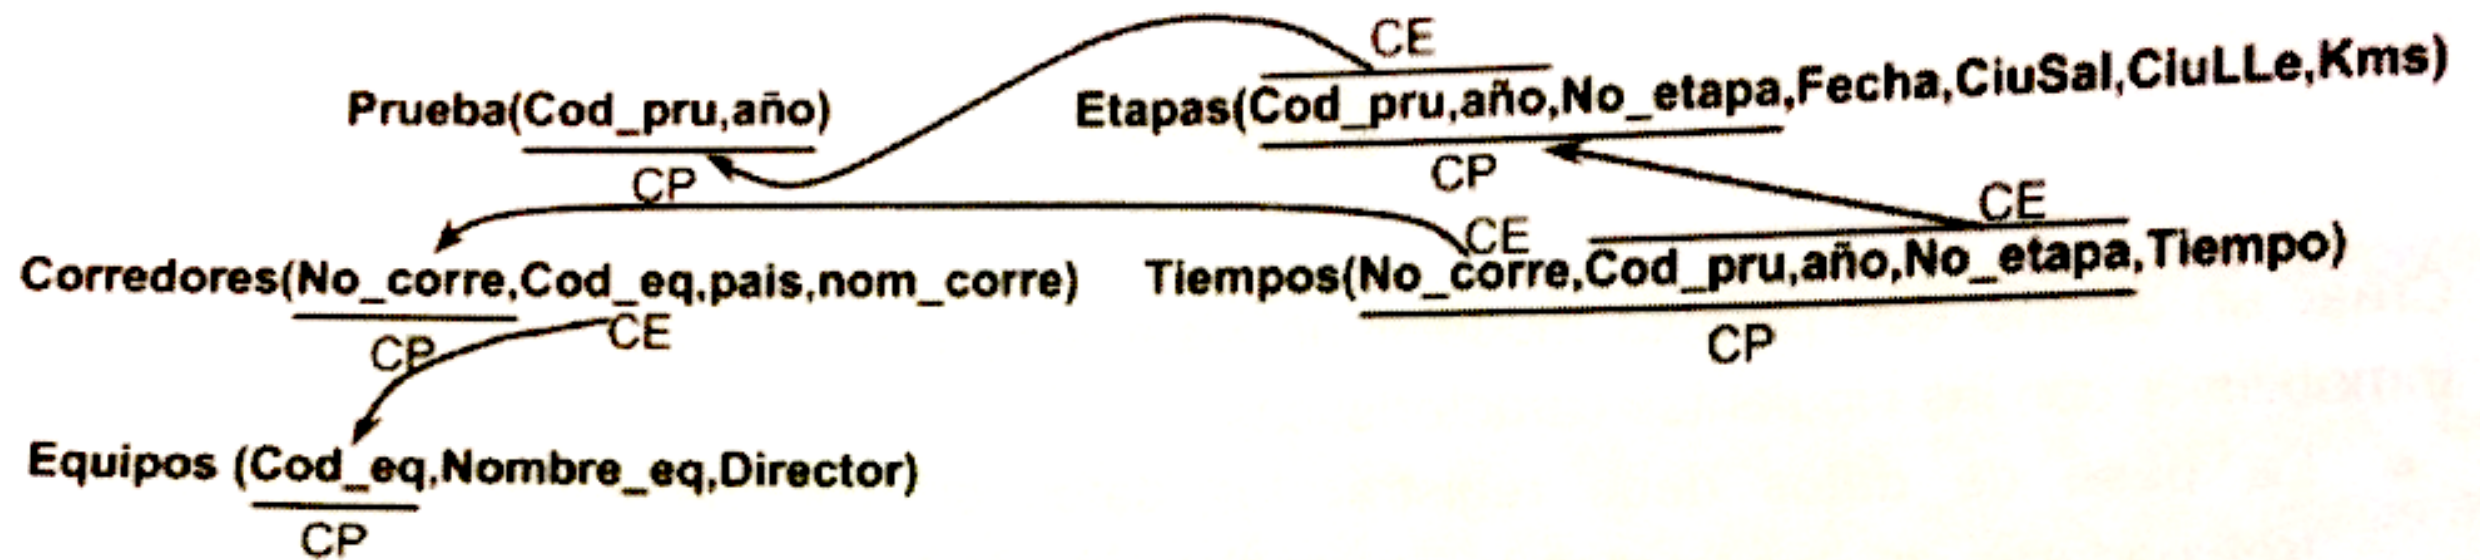 CE
Prueba(Cod_pru,año) Etapas(Cod_pru,año,No_etapa,Fecha,CiuSal,CiuLLe,Kms)
CP CP
CE CE
Corredores(No_corre,Cod_eq,pais,nom_corre) Tiempos(No_corre,Cod_pru,año,No_etapa,Tiempo)
CP CE CP
Equipos (Cod_eq,Nombre_eq,Director)
CP